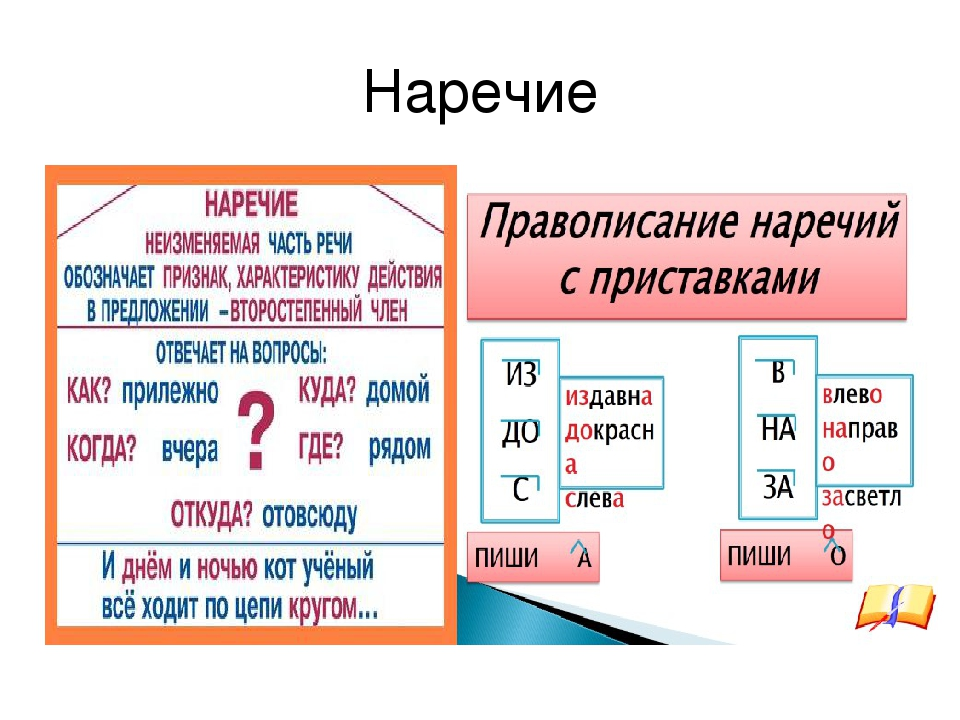 Наречие
НАРЕЧИЕ
НЕИЗМЕНЯЕМАЯ ЧАСТЬ РЕЧИ
ОБОЗНАЧАЕТ ПРИЗНАК, ХАРАКТЕРИСТИКУ ДЕЙСТВИЯ
В ПРЕДЛОЖЕНИИ – ВТОРОСТЕПЕННЫЙ ЧЛЕН
ОТВЕЧАЕТ НА ВОПРОСЫ:
КАК? прилежно
КУДА? домой
?
КОГДА? вчера
ГДЕ? рядом
ОТКУДА? отовсюду
И днём и ночью кот учёный
всё ходит по цепи кругом...
Правописание наречий
с приставками
ИЗ
ДО
С
издавна
докрасн
а
слева
ПИШИ А
В
НА
ЗА
влево
направ
о
засветл
о
ПИШИ О